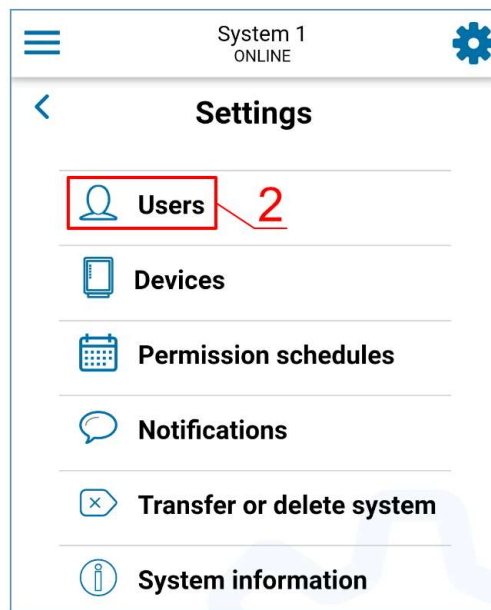 System 1
ONLINE
Settings
Users
2
Devices
Permission schedules
Notifications
Transfer or delete system
System information